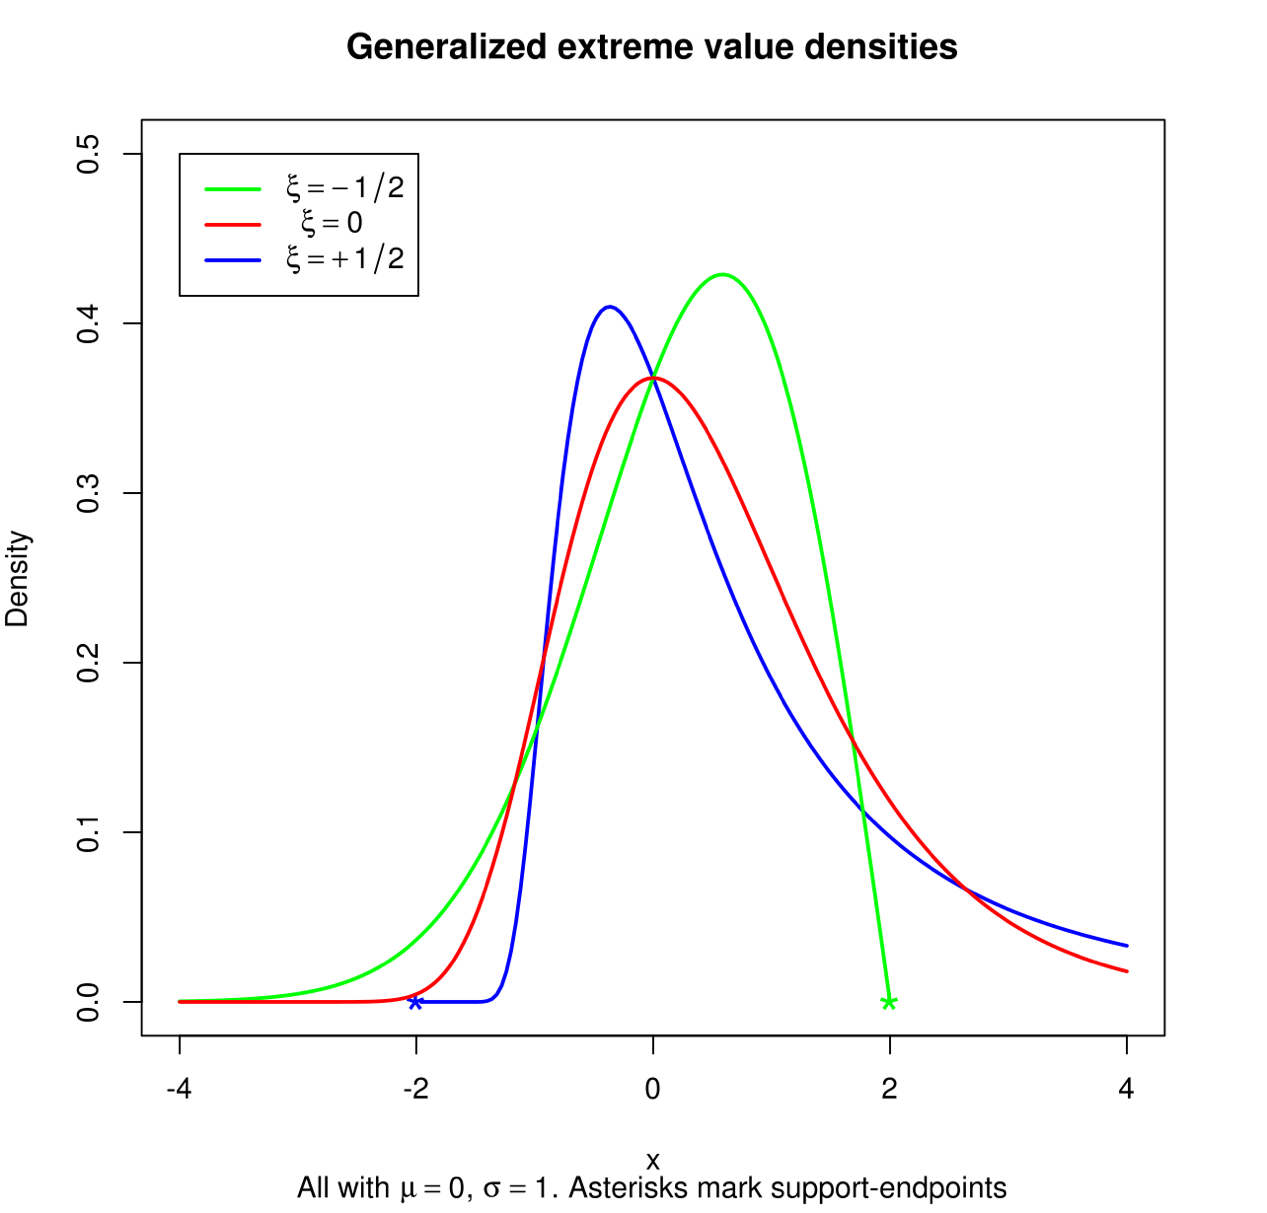 Generalized extreme value densities
ξ = − 1/2
ξ = 0
ξ = + 1/2
Density
0.5
0.4
0.3
0.2
0.1
0.0
-4 -2 0 2 4
x
All with μ = 0, σ = 1. Asterisks mark support-endpoints